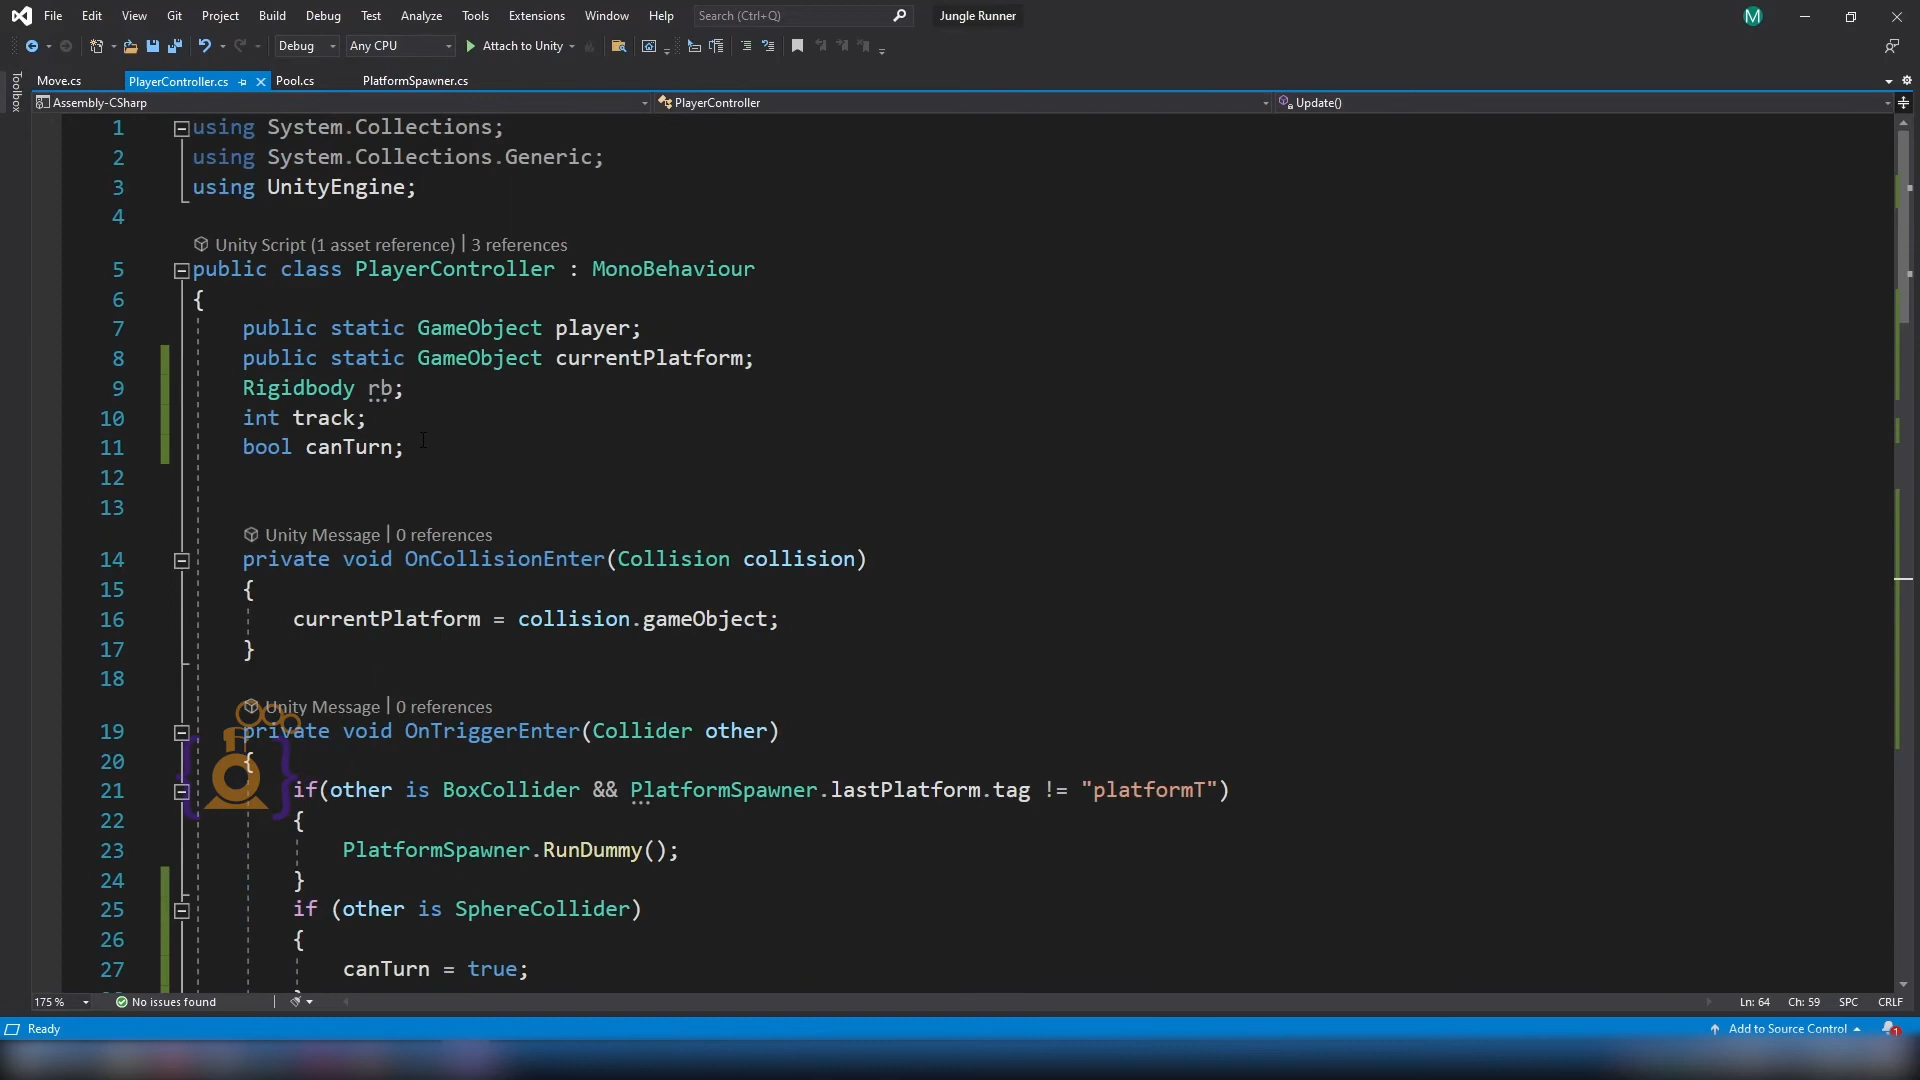 File Edit View Git Project Build Debug Test Analyze Tools Extensions Window Help Search (Ctrl+Q) Jungle Runner M
Debug Any CPU Attach to Unity
Toolbox
Move.cs PlayerController.cs Pool.cs PlatformSpawner.cs
Assembly-CSharp PlayerController Update()
1 using System.Collections;
2 using System.Collections.Generic;
3 using UnityEngine;
4
Unity Script (1 asset reference) | 3 references
5 public class PlayerController : MonoBehaviour
6 {
7 public static GameObject player;
8 public static GameObject currentPlatform;
9 Rigidbody rb;
10 int track;
11 bool canTurn;
12
13
Unity Message | 0 references
14 private void OnCollisionEnter(Collision collision)
15 {
16 currentPlatform = collision.gameObject;
17 }
18
Unity Message | 0 references
19 private void OnTriggerEnter(Collider other)
20 {
21 if(other is BoxCollider && PlatformSpawner.lastPlatform.tag != "platformT")
22 {
23 PlatformSpawner.RunDummy();
24 }
25 if (other is SphereCollider)
26 {
27 canTurn = true;
175 % No issues found Ln: 64 Ch: 59 SPC CRLF
Ready Add to Source Control 1